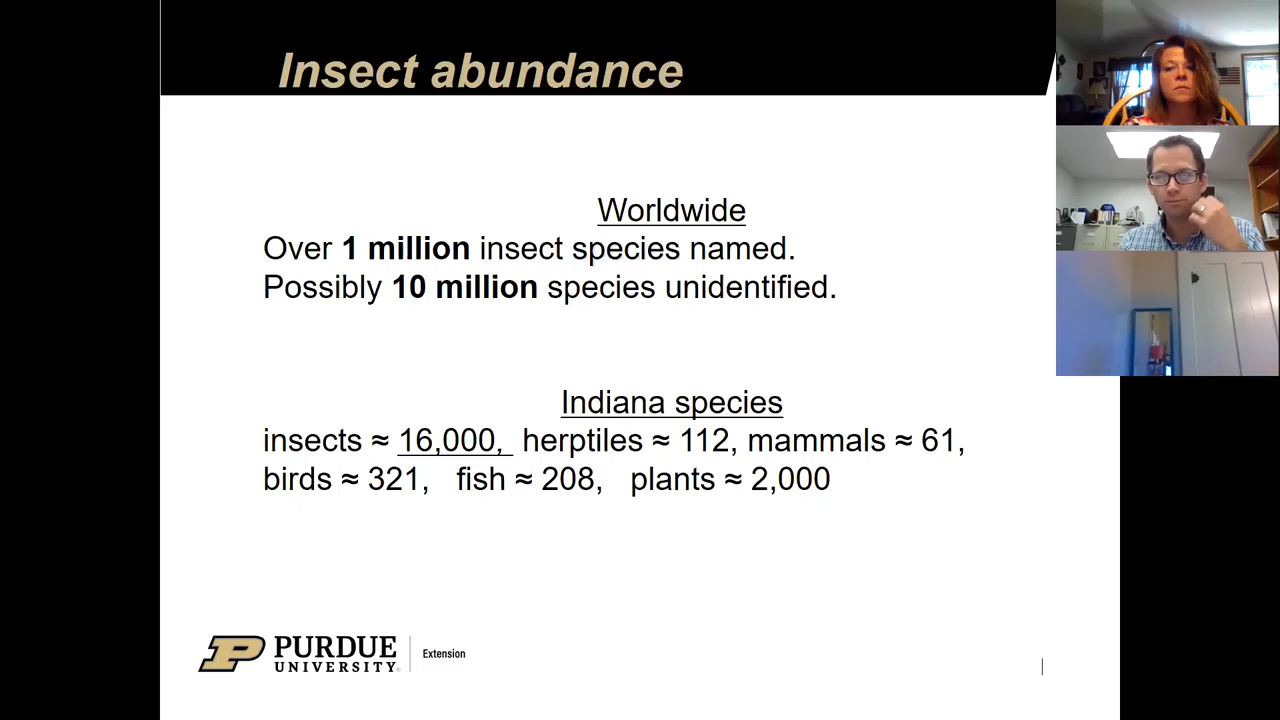 Insect abundance
Worldwide
Over 1 million insect species named.
Possibly 10 million species unidentified.
Indiana species
insects ≈ 16,000, herptiles ≈ 112, mammals ≈ 61,
birds ≈ 321, fish ≈ 208, plants ≈ 2,000
PURDUE
UNIVERSITY
Extension